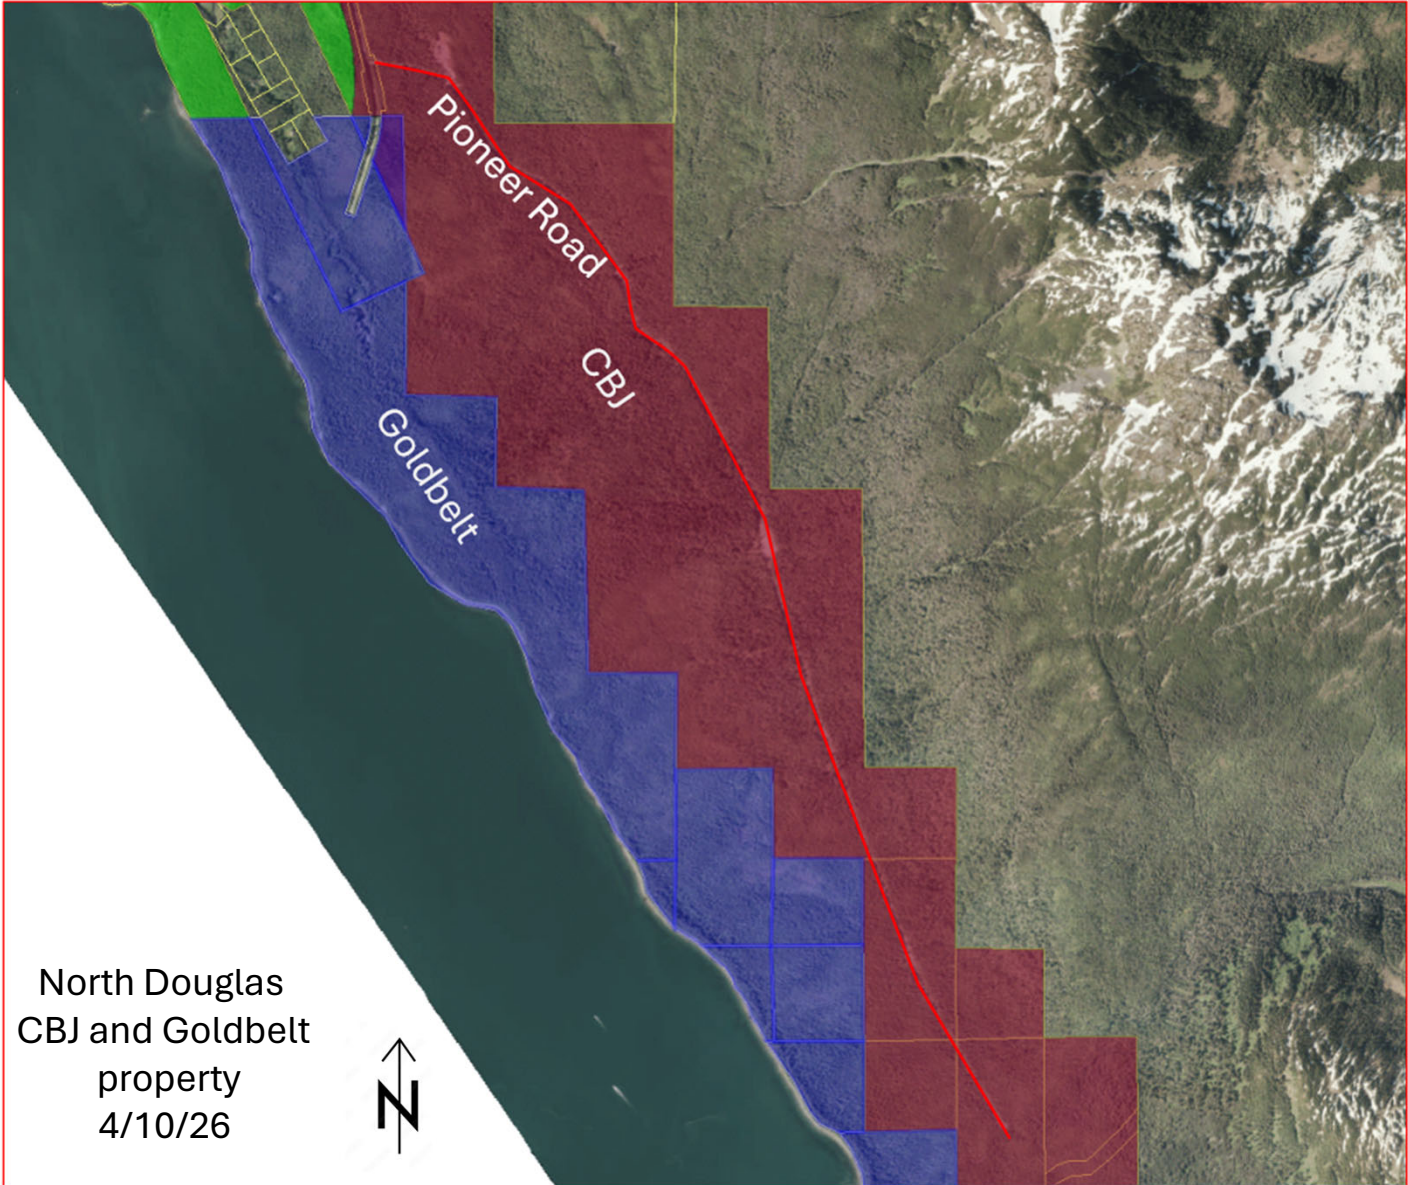 Pioneer Road
CBJ
Goldbelt
North Douglas
CBJ and Goldbelt
property
4/10/26
N